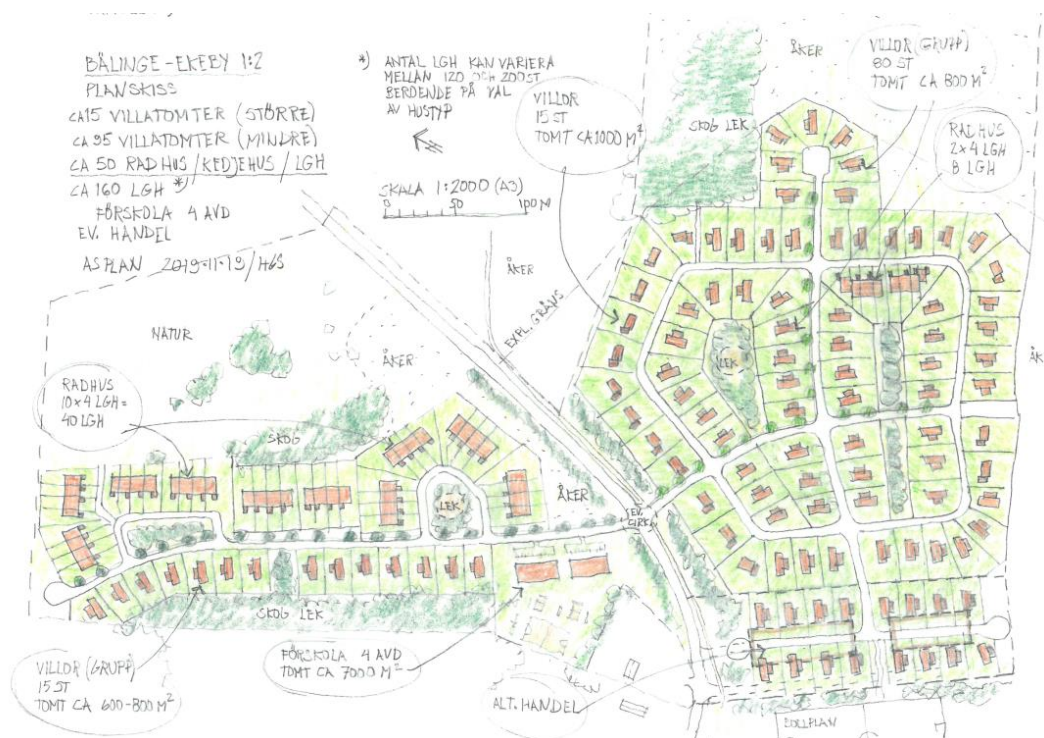 BÄLINGE-EKEBY 1:2
PLANSKISS
CA 15 VILLATOMTER (STÖRRE)
CA 95 VILLATOMTER (MINDRE)
CA 50 RADHUS/KEDJEHUS/LGH
CA 160 LGH *)
FÖRSKOLA 4 AVD
EV. HANDEL
ASPLAN 2019-11-19/HGS
*) ANTAL LGH KAN VARIERA
MELLAN 120 OCH 200 ST
BEROENDE PÅ VAL
AV HUSTYP
SKALA 1:2000 (A3)
0 50 100 M
VILLOR
15 ST
TOMT CA 1000 M²
SKOG LEK
ÅKER
VILLOR (GRUPP)
80 ST
TOMT CA 800 M²
RADHUS
2×4 LGH
8 LGH
ÅKER
EXPL. GRÄNS
NATUR
ÅKER
LEK
ÅK
RADHUS
10×4 LGH =
40 LGH
SKOG
LEK
ÅKER
EV.
CIRK.
SKOG LEK
VILLOR (GRUPP)
15 ST
TOMT CA 600-800 M²
FÖRSKOLA 4 AVD
TOMT CA 7000 M²
ALT. HANDEL
BOLLPLAN